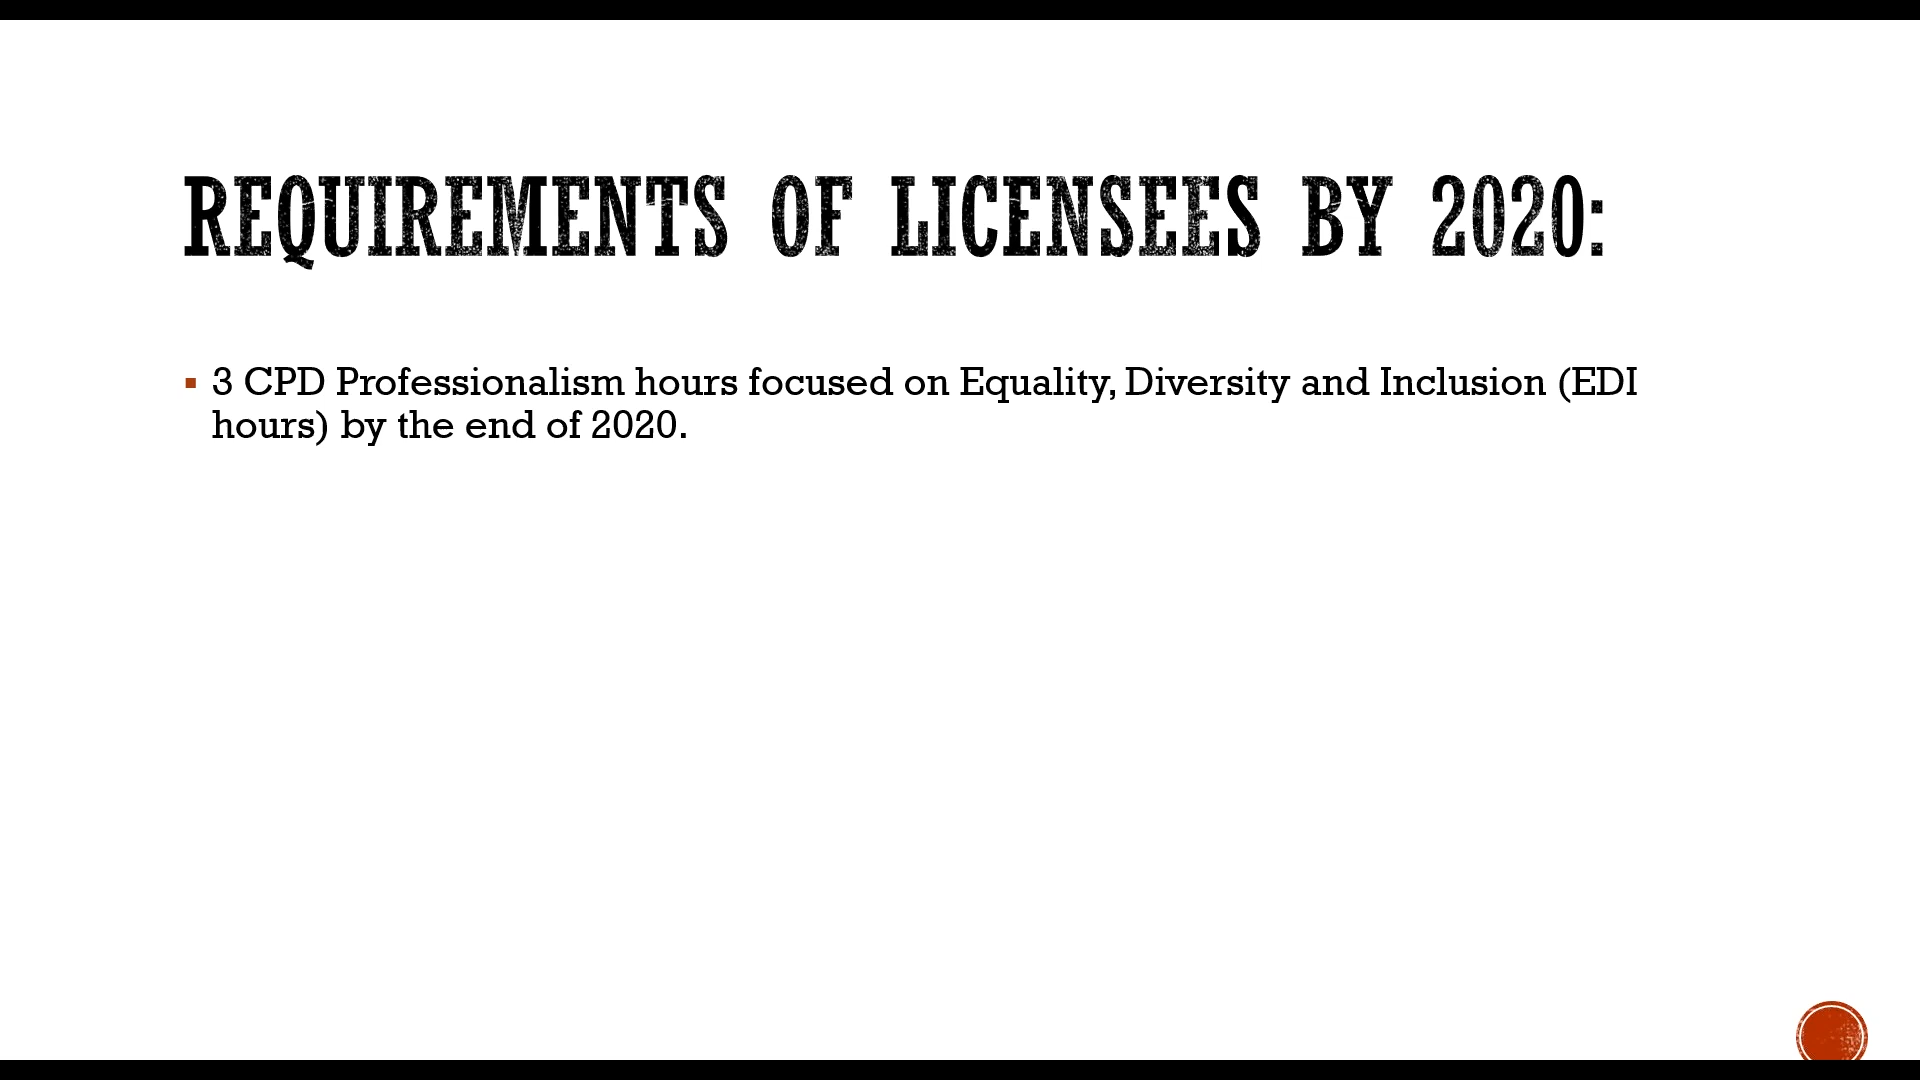 REQUIREMENTS OF LICENSEES BY 2020:
▪ 3 CPD Professionalism hours focused on Equality, Diversity and Inclusion (EDI
hours) by the end of 2020.